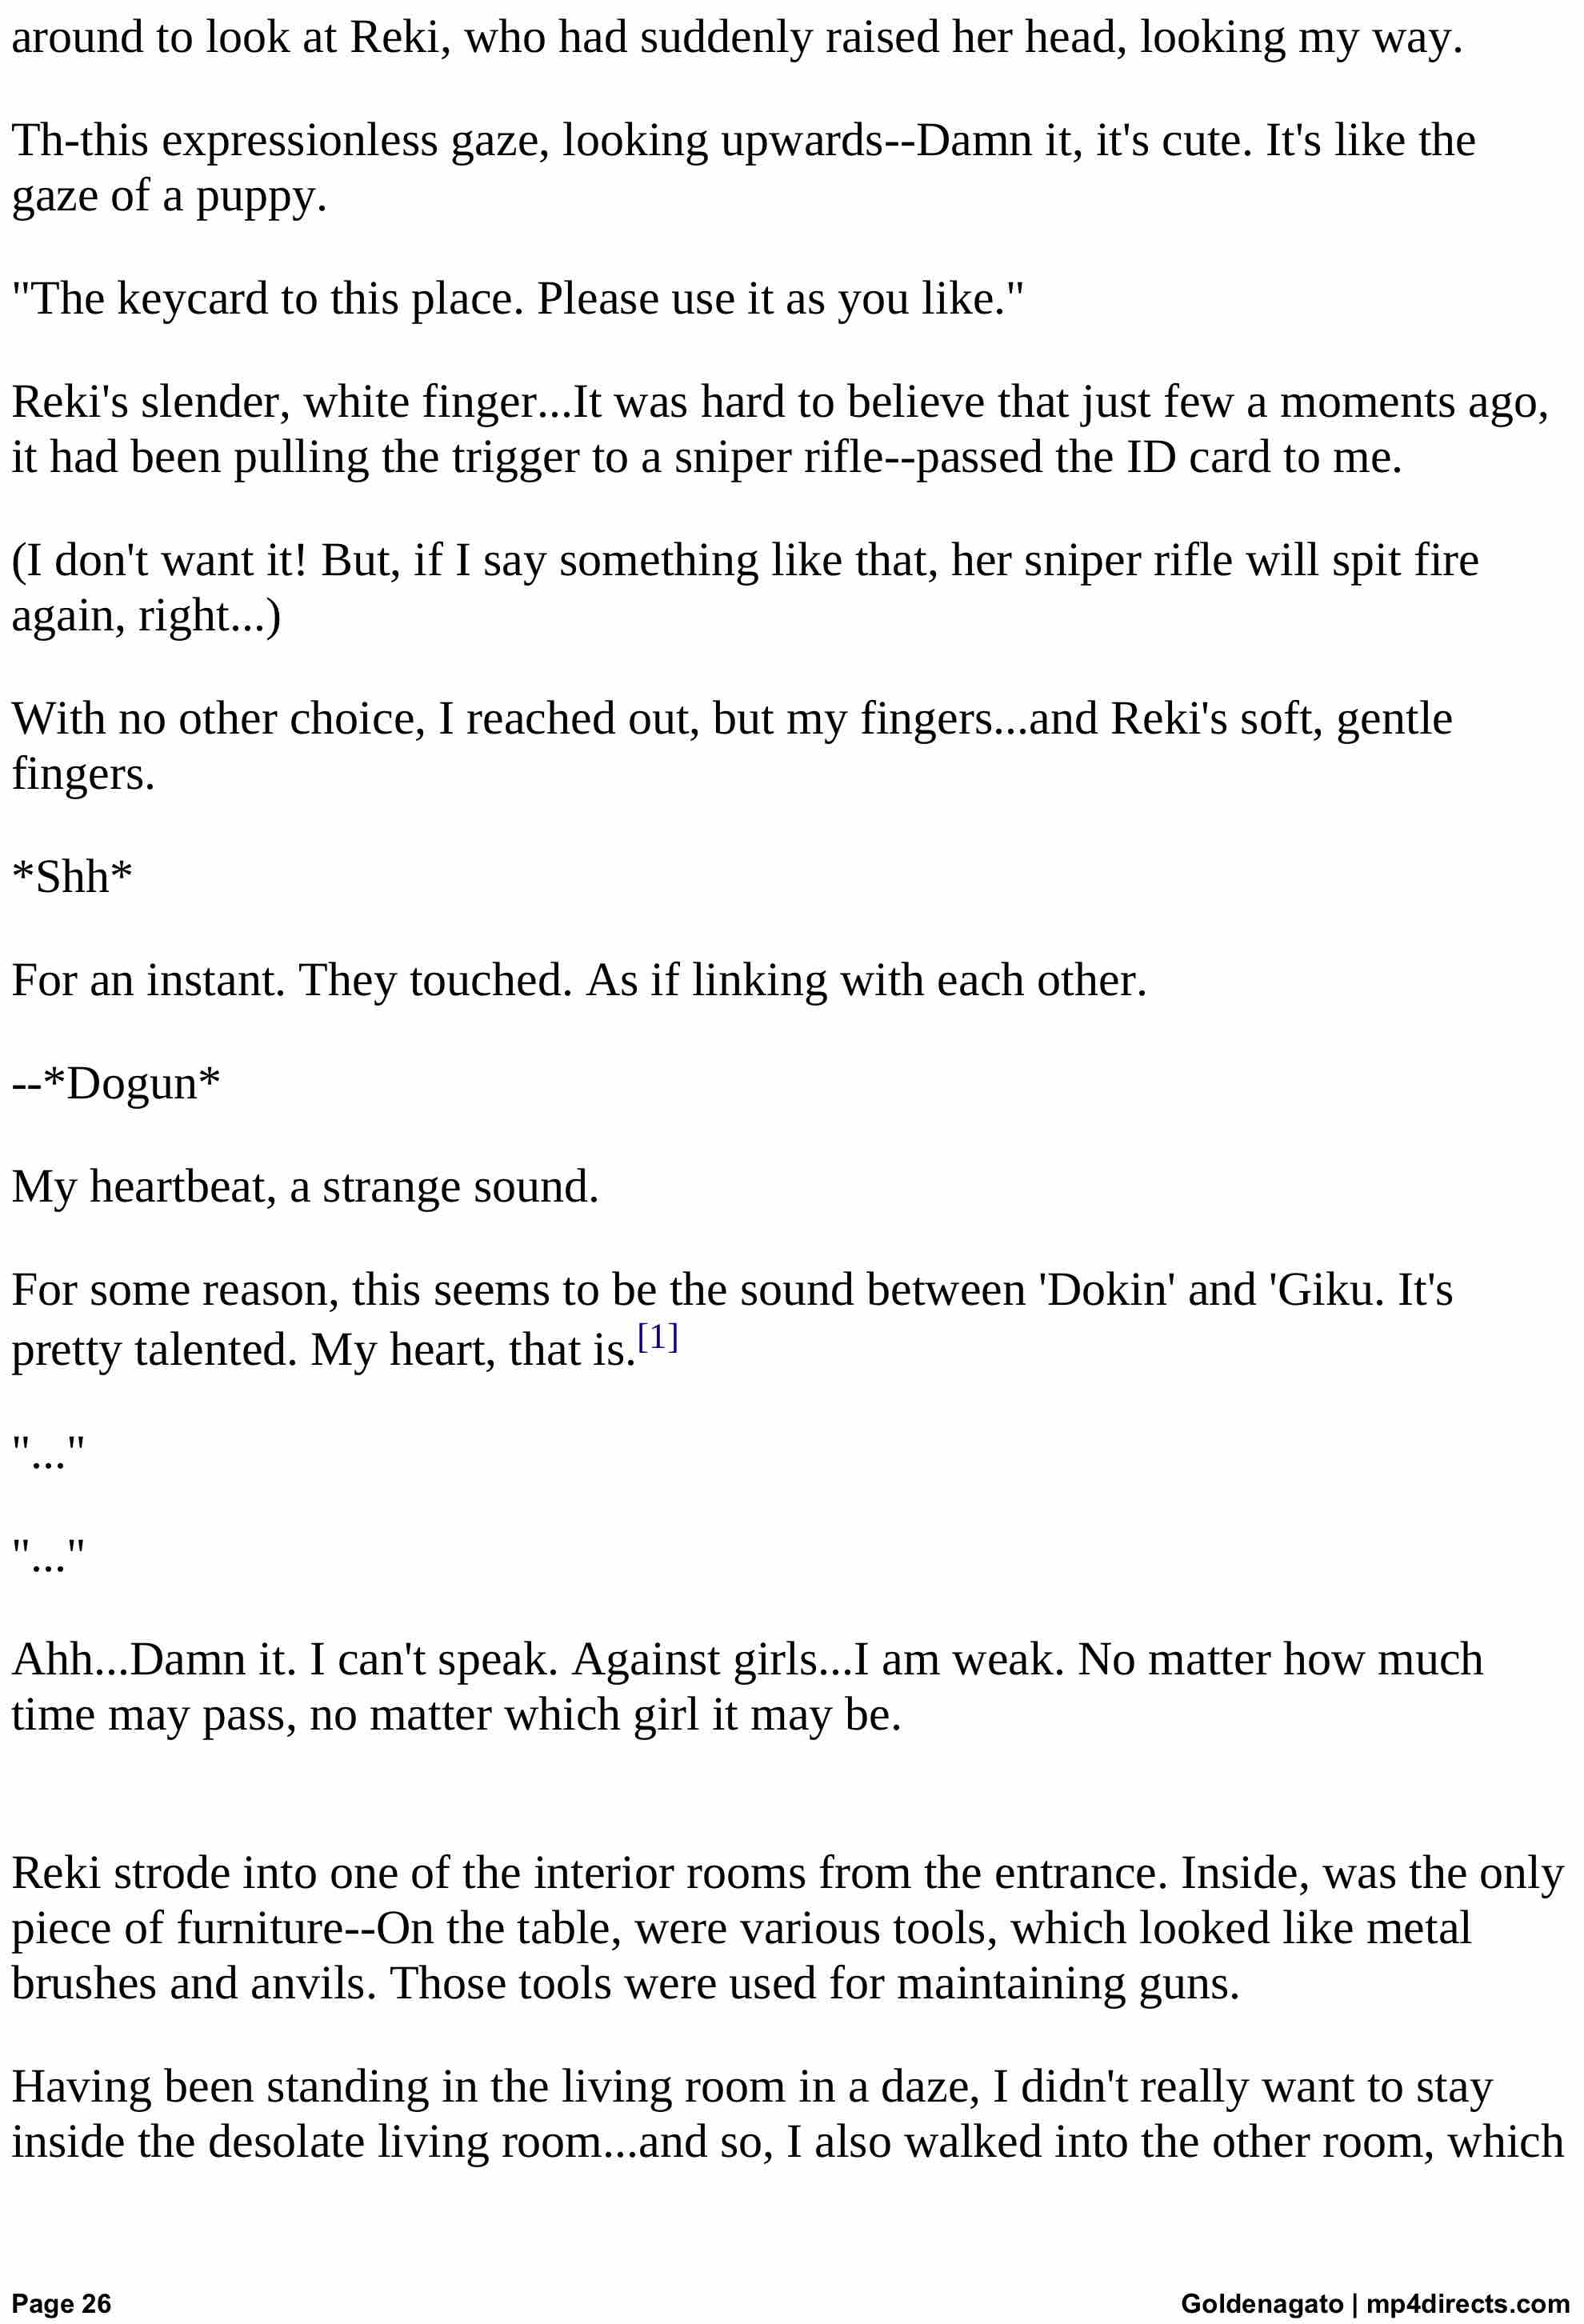 around to look at Reki, who had suddenly raised her head, looking my way.
Th-this expressionless gaze, looking upwards--Damn it, it's cute. It's like the
gaze of a puppy.
"The keycard to this place. Please use it as you like."
Reki's slender, white finger...It was hard to believe that just few a moments ago,
it had been pulling the trigger to a sniper rifle--passed the ID card to me.
(I don't want it! But, if I say something like that, her sniper rifle will spit fire
again, right...)
With no other choice, I reached out, but my fingers...and Reki's soft, gentle
fingers.
*Shh*
For an instant. They touched. As if linking with each other.
--*Dogun*
My heartbeat, a strange sound.
For some reason, this seems to be the sound between 'Dokin' and 'Giku. It's
pretty talented. My heart, that is.[1]
"..."
"..."
Ahh...Damn it. I can't speak. Against girls...I am weak. No matter how much
time may pass, no matter which girl it may be.
Reki strode into one of the interior rooms from the entrance. Inside, was the only
piece of furniture--On the table, were various tools, which looked like metal
brushes and anvils. Those tools were used for maintaining guns.
Having been standing in the living room in a daze, I didn't really want to stay
inside the desolate living room...and so, I also walked into the other room, which
Page 26
Goldenagato | mp4directs.com